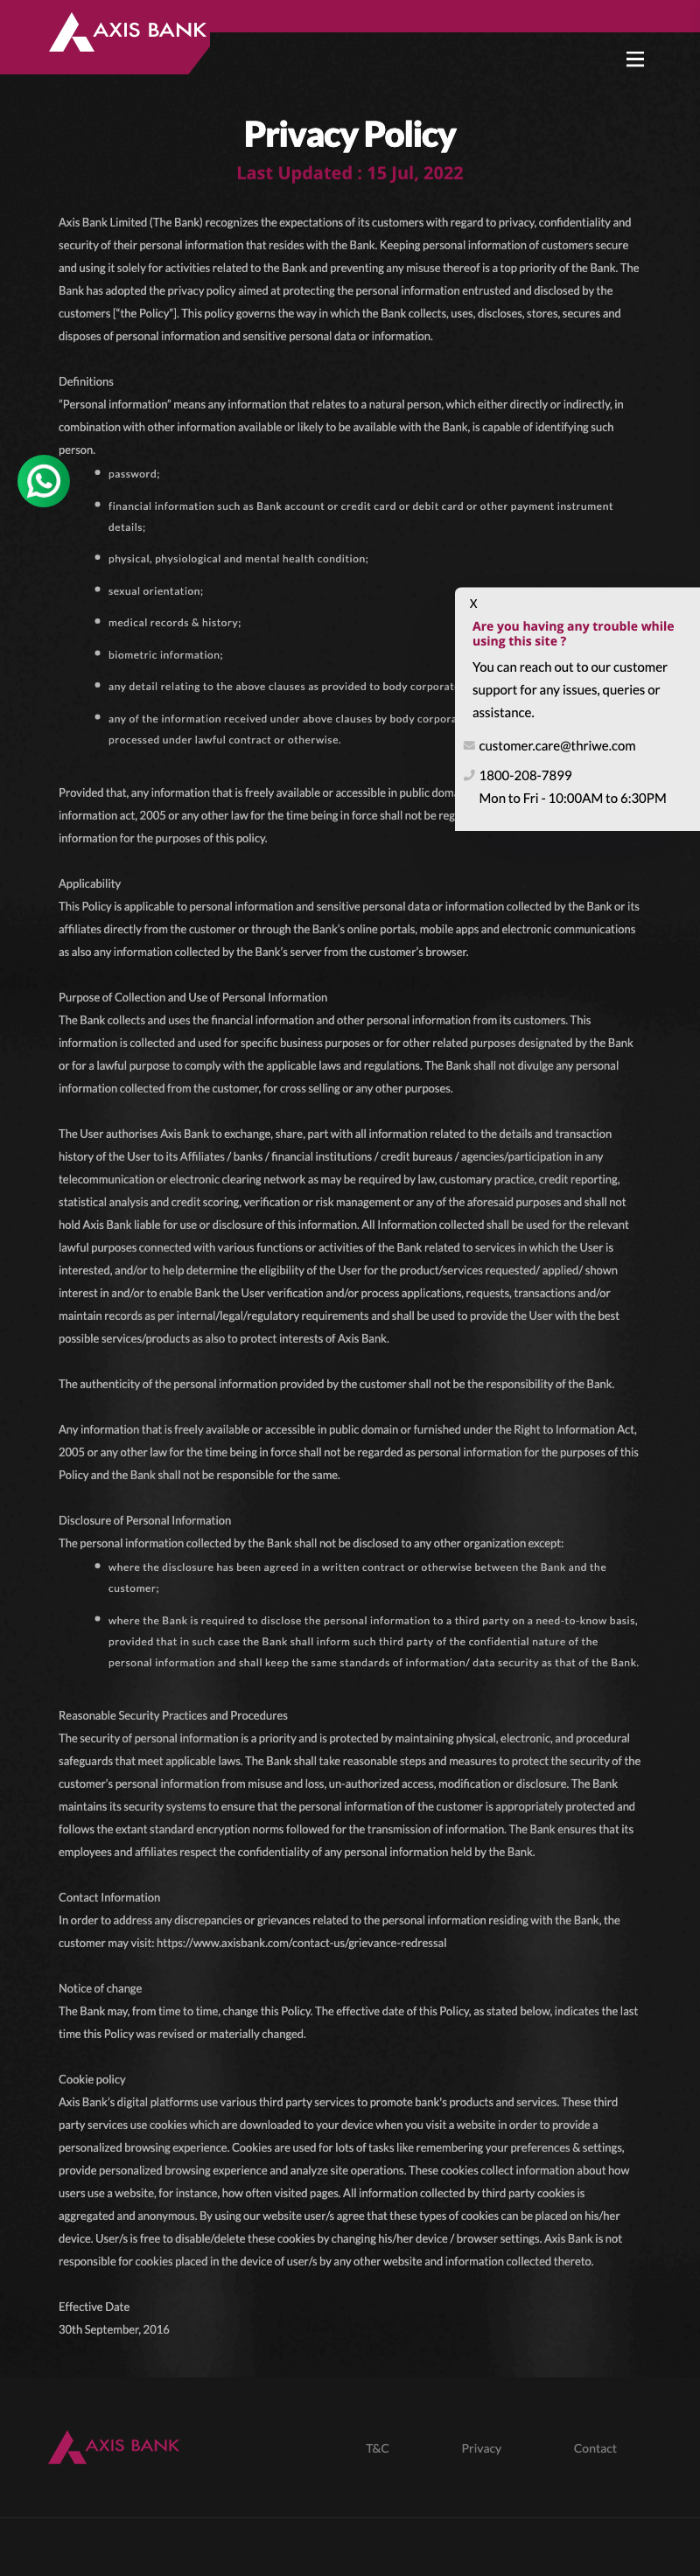 AXIS BANK
Privacy Policy
Last Updated : 15 Jul, 2022
Axis Bank Limited (The Bank) recognizes the expectations of its customers with regard to privacy, confidentiality and
security of their personal information that resides with the Bank. Keeping personal information of customers secure
and using it solely for activities related to the Bank and preventing any misuse thereof is a top priority of the Bank. The
Bank has adopted the privacy policy aimed at protecting the personal information entrusted and disclosed by the
customers [“the Policy”]. This policy governs the way in which the Bank collects, uses, discloses, stores, secures and
disposes of personal information and sensitive personal data or information.
Definitions
“Personal information” means any information that relates to a natural person, which either directly or indirectly, in
combination with other information available or likely to be available with the Bank, is capable of identifying such
person.
password;
financial information such as Bank account or credit card or debit card or other payment instrument
details;
physical, physiological and mental health condition;
sexual orientation;
medical records & history;
biometric information;
any detail relating to the above clauses as provided to body corporat
any of the information received under above clauses by body corpora
processed under lawful contract or otherwise.
X
Are you having any trouble while
using this site ?
You can reach out to our customer
support for any issues, queries or
assistance.
customer.care@thriwe.com
1800-208-7899
Mon to Fri - 10:00AM to 6:30PM
Provided that, any information that is freely available or accessible in public dom
information act, 2005 or any other law for the time being in force shall not be reg
information for the purposes of this policy.
Applicability
This Policy is applicable to personal information and sensitive personal data or information collected by the Bank or its
affiliates directly from the customer or through the Bank’s online portals, mobile apps and electronic communications
as also any information collected by the Bank’s server from the customer’s browser.
Purpose of Collection and Use of Personal Information
The Bank collects and uses the financial information and other personal information from its customers. This
information is collected and used for specific business purposes or for other related purposes designated by the Bank
or for a lawful purpose to comply with the applicable laws and regulations. The Bank shall not divulge any personal
information collected from the customer, for cross selling or any other purposes.
The User authorises Axis Bank to exchange, share, part with all information related to the details and transaction
history of the User to its Affiliates / banks / financial institutions / credit bureaus / agencies/participation in any
telecommunication or electronic clearing network as may be required by law, customary practice, credit reporting,
statistical analysis and credit scoring, verification or risk management or any of the aforesaid purposes and shall not
hold Axis Bank liable for use or disclosure of this information. All Information collected shall be used for the relevant
lawful purposes connected with various functions or activities of the Bank related to services in which the User is
interested, and/or to help determine the eligibility of the User for the product/services requested/ applied/ shown
interest in and/or to enable Bank the User verification and/or process applications, requests, transactions and/or
maintain records as per internal/legal/regulatory requirements and shall be used to provide the User with the best
possible services/products as also to protect interests of Axis Bank.
The authenticity of the personal information provided by the customer shall not be the responsibility of the Bank.
Any information that is freely available or accessible in public domain or furnished under the Right to Information Act,
2005 or any other law for the time being in force shall not be regarded as personal information for the purposes of this
Policy and the Bank shall not be responsible for the same.
Disclosure of Personal Information
The personal information collected by the Bank shall not be disclosed to any other organization except:
where the disclosure has been agreed in a written contract or otherwise between the Bank and the
customer;
where the Bank is required to disclose the personal information to a third party on a need-to-know basis,
provided that in such case the Bank shall inform such third party of the confidential nature of the
personal information and shall keep the same standards of information/ data security as that of the Bank.
Reasonable Security Practices and Procedures
The security of personal information is a priority and is protected by maintaining physical, electronic, and procedural
safeguards that meet applicable laws. The Bank shall take reasonable steps and measures to protect the security of the
customer’s personal information from misuse and loss, un-authorized access, modification or disclosure. The Bank
maintains its security systems to ensure that the personal information of the customer is appropriately protected and
follows the extant standard encryption norms followed for the transmission of information. The Bank ensures that its
employees and affiliates respect the confidentiality of any personal information held by the Bank.
Contact Information
In order to address any discrepancies or grievances related to the personal information residing with the Bank, the
customer may visit: https://www.axisbank.com/contact-us/grievance-redressal
Notice of change
The Bank may, from time to time, change this Policy. The effective date of this Policy, as stated below, indicates the last
time this Policy was revised or materially changed.
Cookie policy
Axis Bank’s digital platforms use various third party services to promote bank's products and services. These third
party services use cookies which are downloaded to your device when you visit a website in order to provide a
personalized browsing experience. Cookies are used for lots of tasks like remembering your preferences & settings,
provide personalized browsing experience and analyze site operations. These cookies collect information about how
users use a website, for instance, how often visited pages. All information collected by third party cookies is
aggregated and anonymous. By using our website user/s agree that these types of cookies can be placed on his/her
device. User/s is free to disable/delete these cookies by changing his/her device / browser settings. Axis Bank is not
responsible for cookies placed in the device of user/s by any other website and information collected thereto.
Effective Date
30th September, 2016
AXIS BANK
T&C
Privacy
Contact